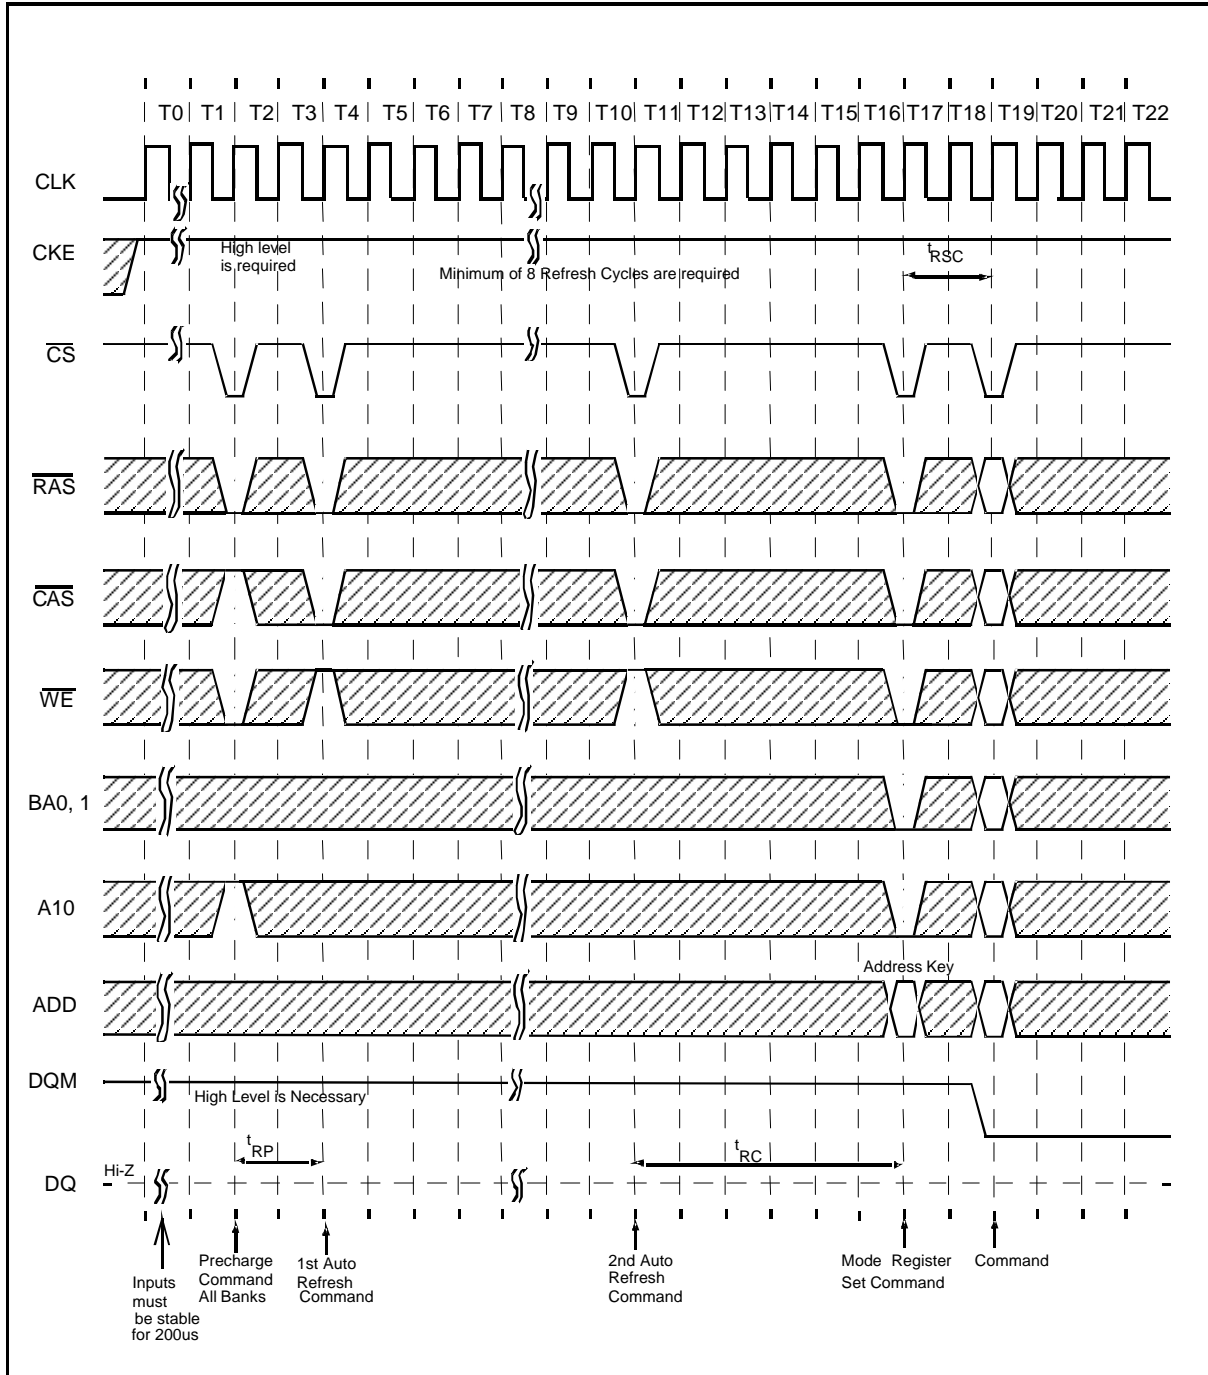 T0 T1 T2 T3 T4 T5 T6 T7 T8 T9 T10 T11 T12 T13 T14 T15 T16 T17 T18 T19 T20 T21 T22
CLK
CKE
High level
is required
Minimum of 8 Refresh Cycles are required
tRSC
CS
RAS
CAS
WE
BA0, 1
A10
Address Key
ADD
DQM
High Level is Necessary
tRP
tRC
Hi-Z
DQ
Inputs
must
be stable
for 200us
Precharge
Command
All Banks
1st Auto
Refresh
Command
2nd Auto
Refresh
Command
Mode Register
Set Command
Command